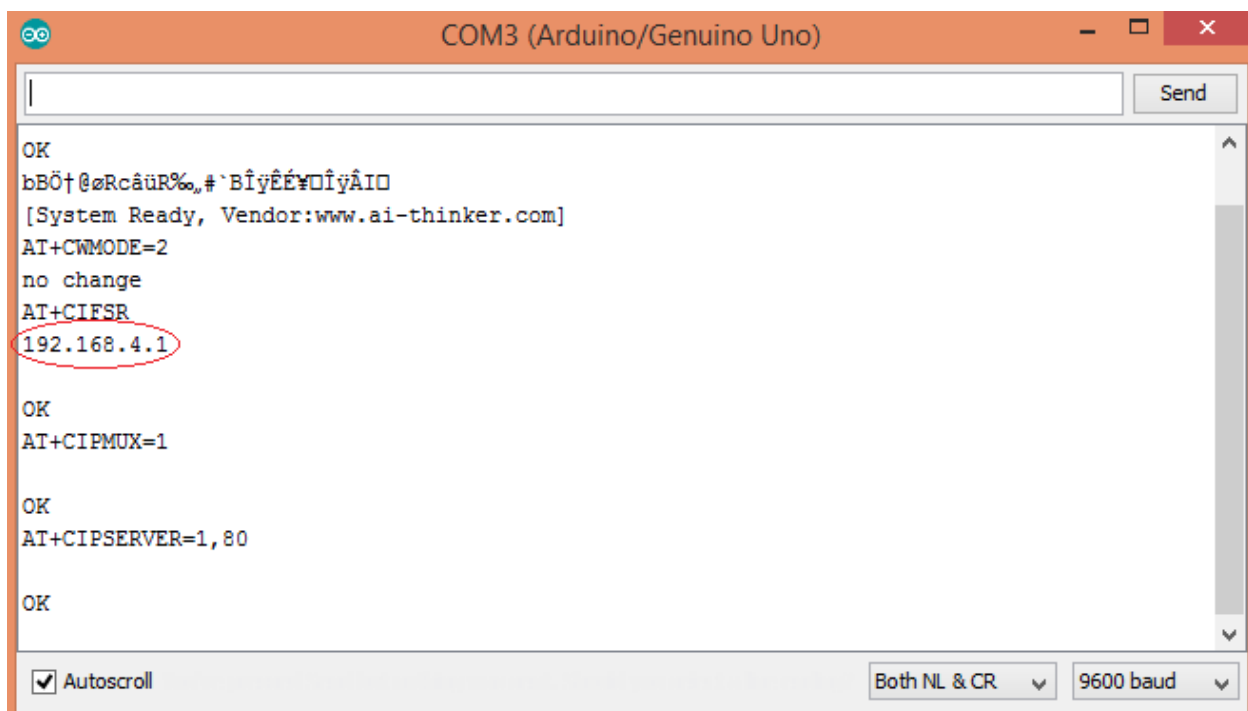 COM3 (Arduino/Genuino Uno)
Send
OK
bBÖ†@øRcâüR‰„#`BÎÿÊÉ¥□ÎÿÂI□
[System Ready, Vendor:www.ai-thinker.com]
AT+CWMODE=2
no change
AT+CIFSR
192.168.4.1
OK
AT+CIPMUX=1
OK
AT+CIPSERVER=1,80
OK
Autoscroll
Both NL & CR
9600 baud